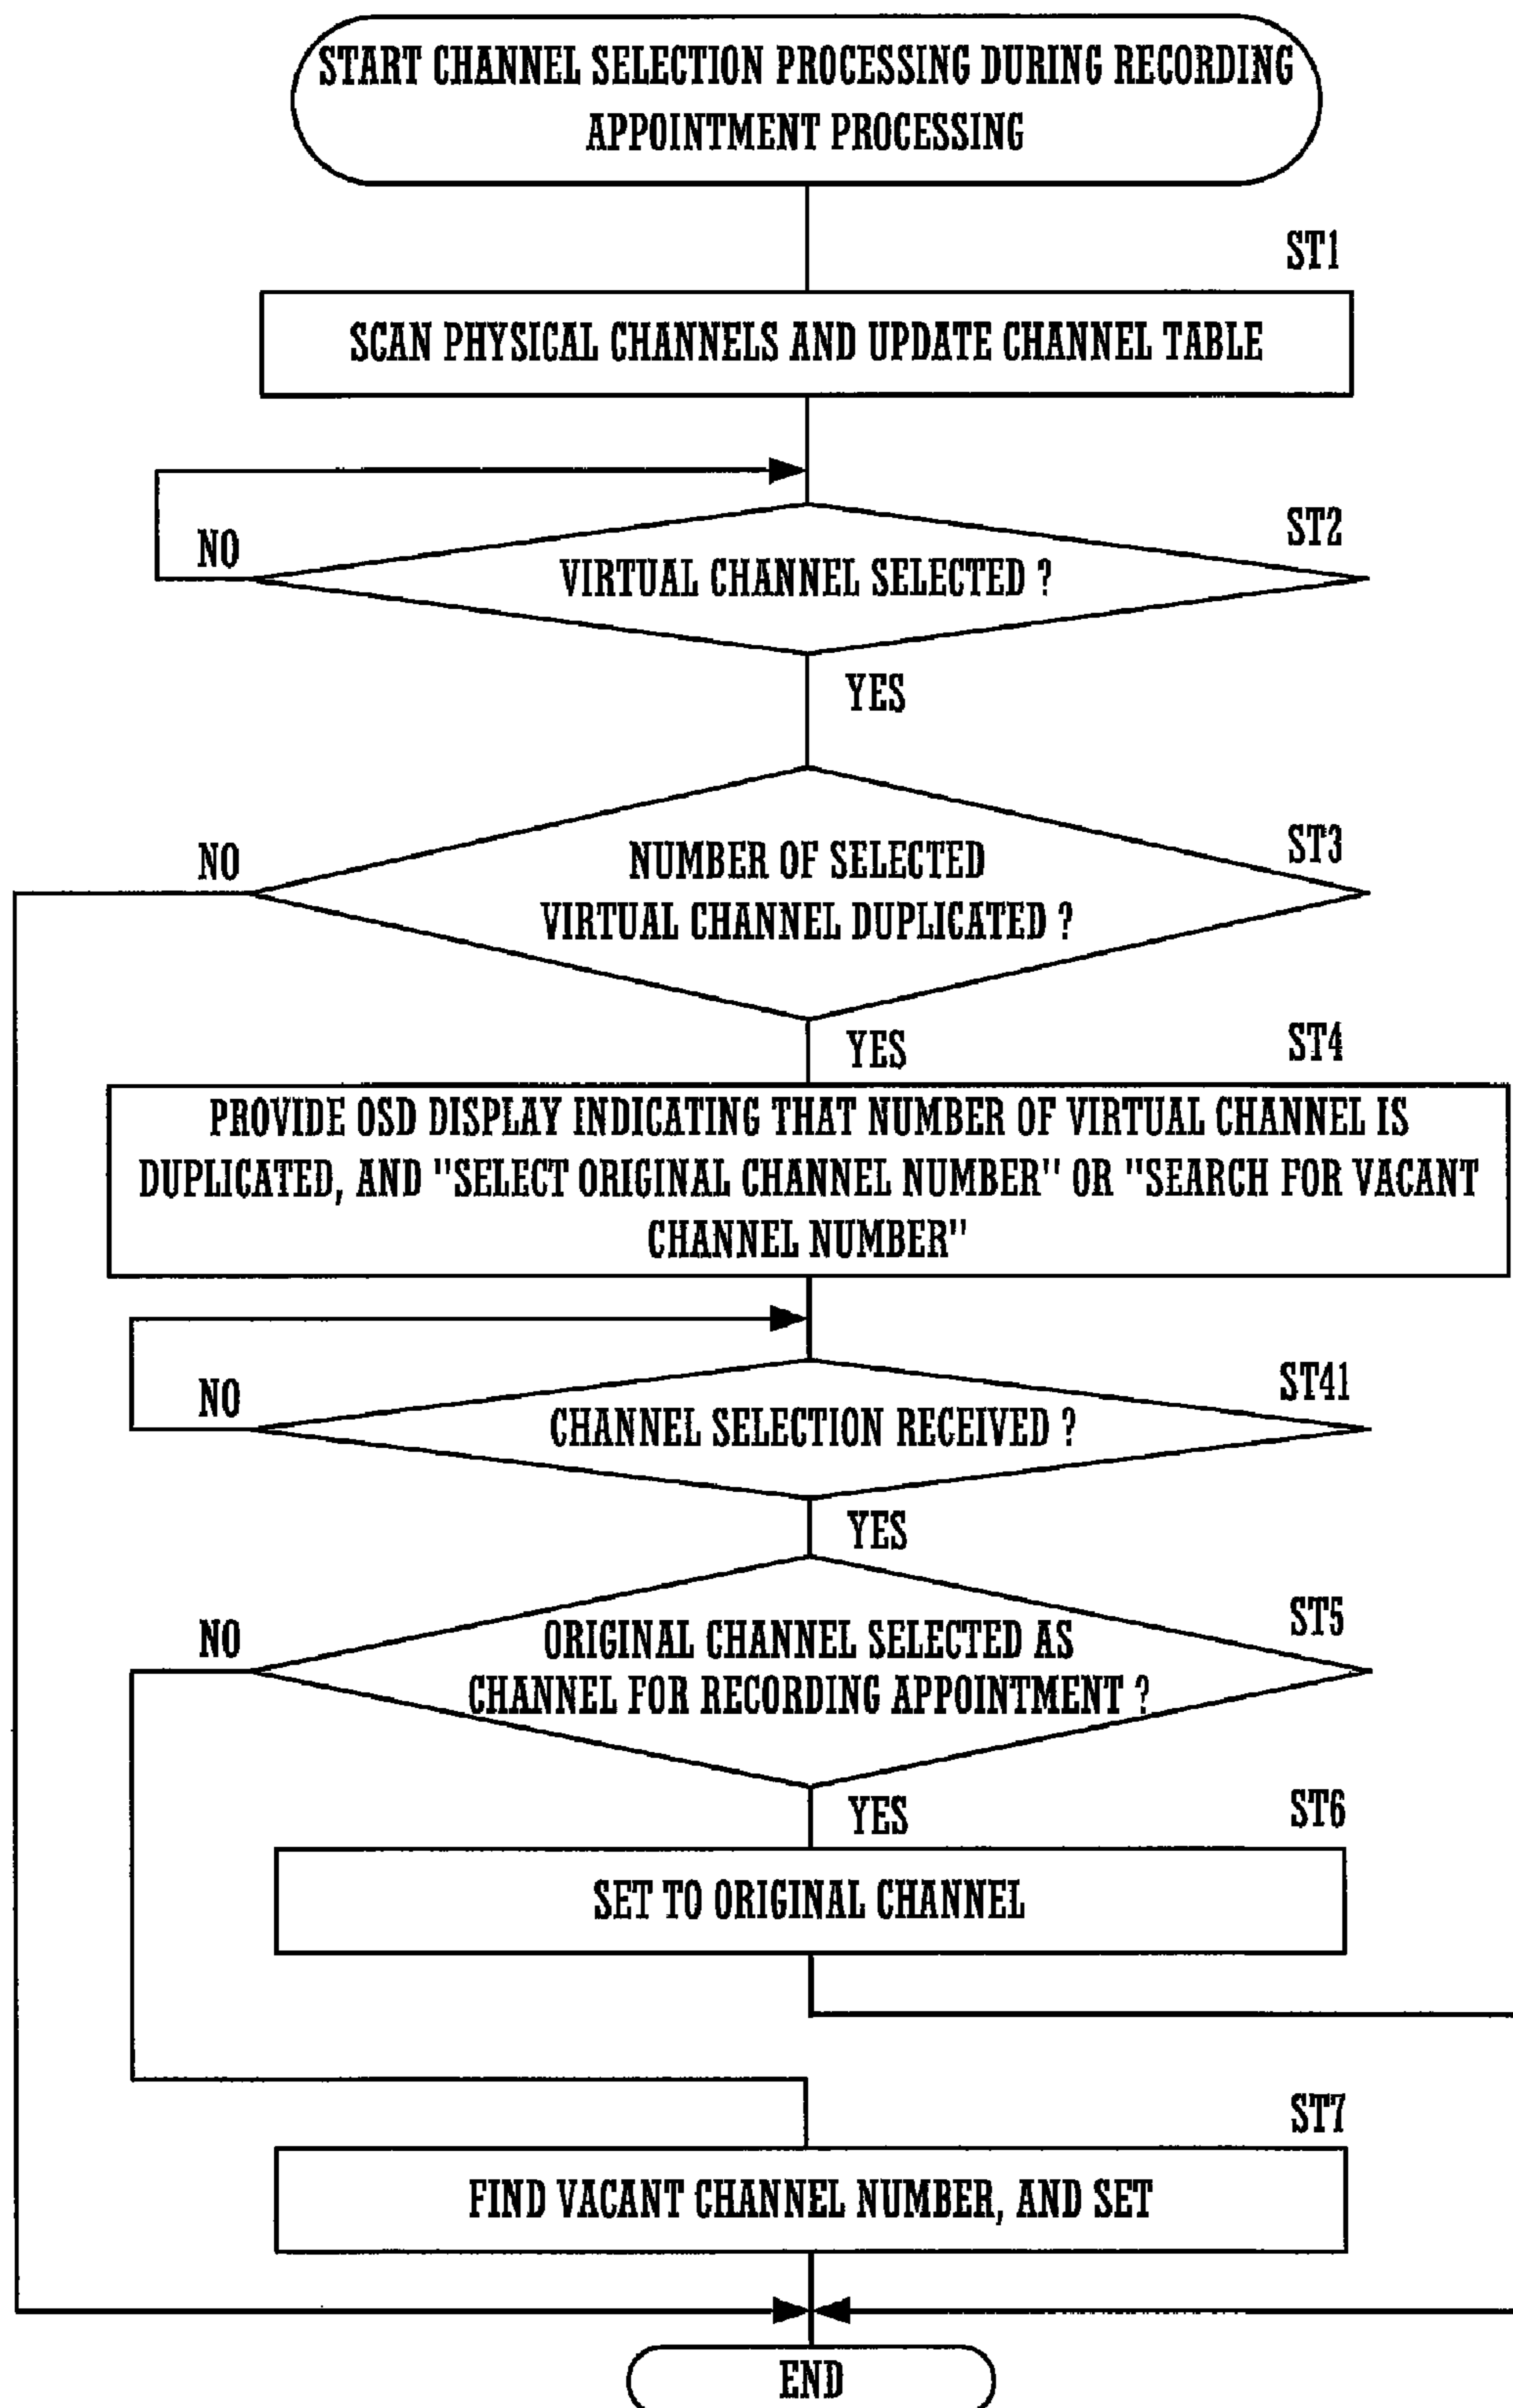 START CHANNEL SELECTION PROCESSING DURING RECORDING
APPOINTMENT PROCESSING
ST1
SCAN PHYSICAL CHANNELS AND UPDATE CHANNEL TABLE
ST2
NO
VIRTUAL CHANNEL SELECTED ?
YES
ST3
NO
NUMBER OF SELECTED
VIRTUAL CHANNEL DUPLICATED ?
YES
ST4
PROVIDE OSD DISPLAY INDICATING THAT NUMBER OF VIRTUAL CHANNEL IS
DUPLICATED, AND "SELECT ORIGINAL CHANNEL NUMBER" OR "SEARCH FOR VACANT
CHANNEL NUMBER"
ST41
NO
CHANNEL SELECTION RECEIVED ?
YES
ST5
NO
ORIGINAL CHANNEL SELECTED AS
CHANNEL FOR RECORDING APPOINTMENT ?
YES
ST6
SET TO ORIGINAL CHANNEL
ST7
FIND VACANT CHANNEL NUMBER, AND SET
END